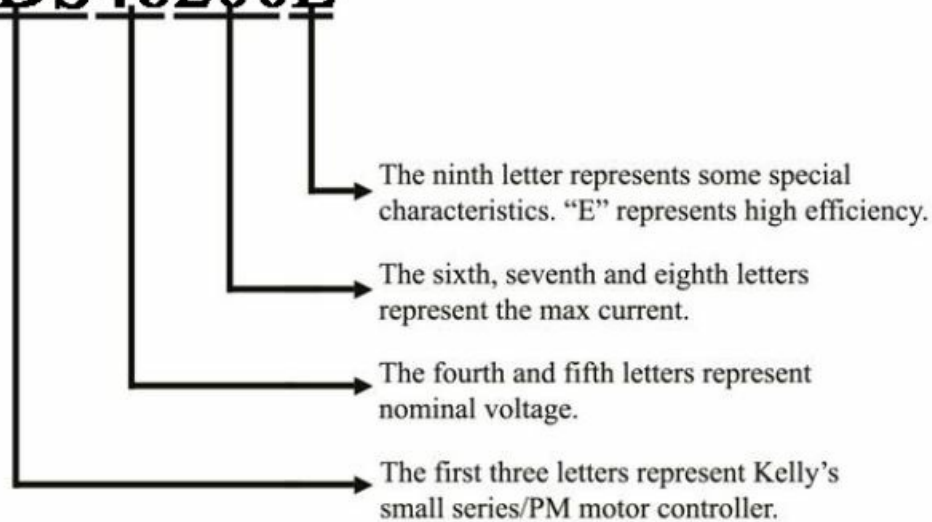 The ninth letter represents some special
characteristics. “E” represents high efficiency.
The sixth, seventh and eighth letters
represent the max current.
The fourth and fifth letters represent
nominal voltage.
The first three letters represent Kelly’s
small series/PM motor controller.